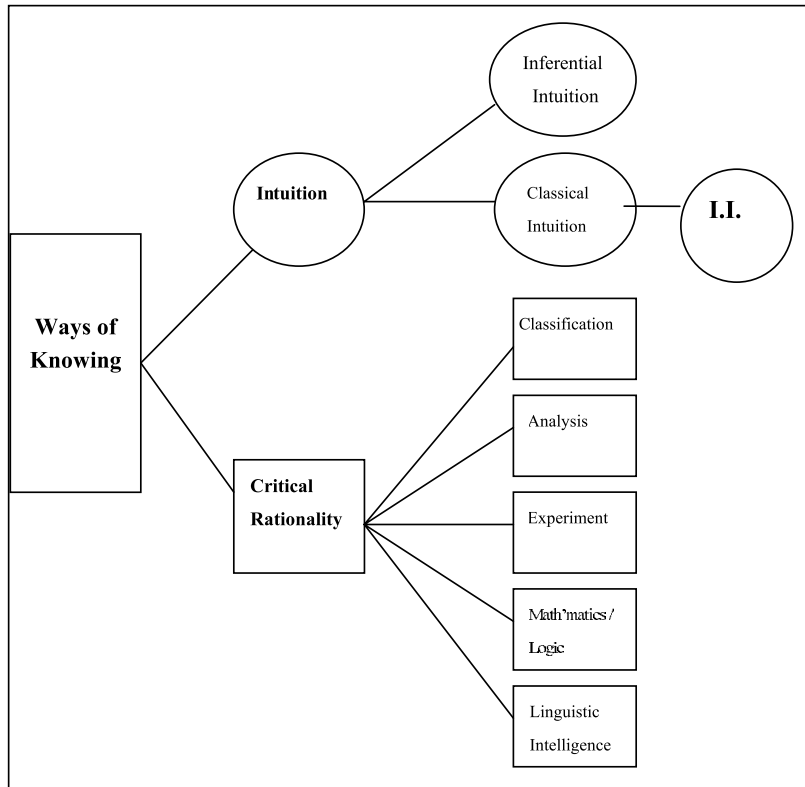 Inferential
Intuition
Intuition
Classical
Intuition
I.I.
Ways of
Knowing
Classification
Analysis
Critical
Rationality
Experiment
Math'matics /
Logic
Linguistic
Intelligence